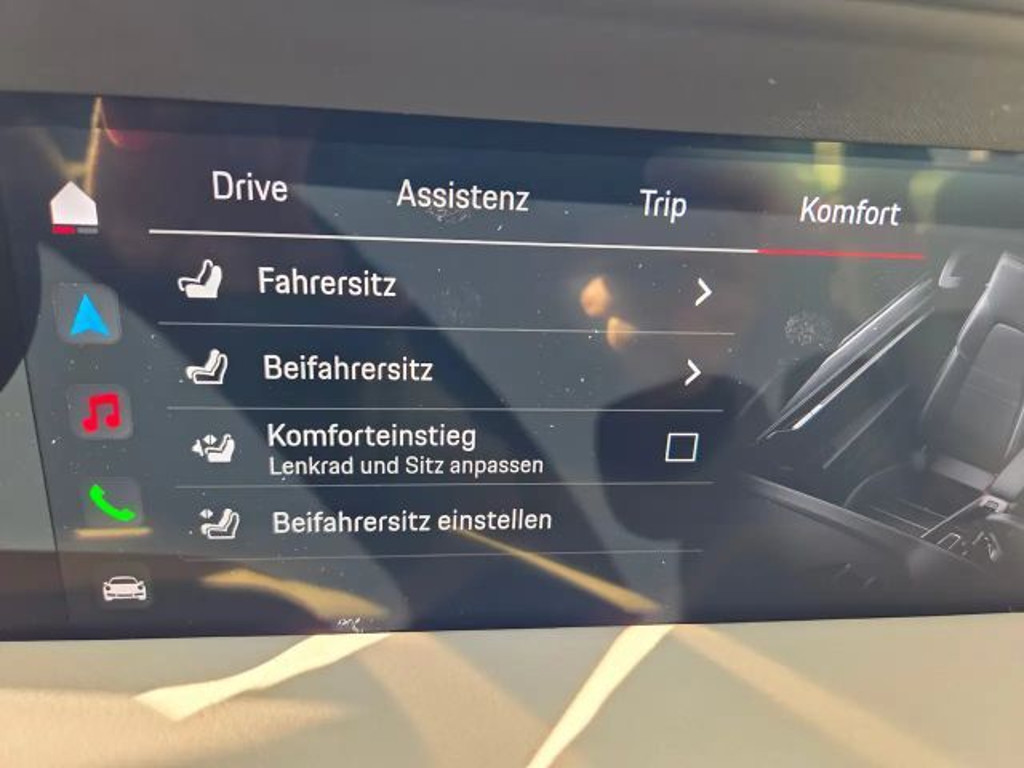 Drive Assistenz Trip Komfort
Fahrersitz
Beifahrersitz
Komforteinstieg
Lenkrad und Sitz anpassen
Beifahrersitz einstellen